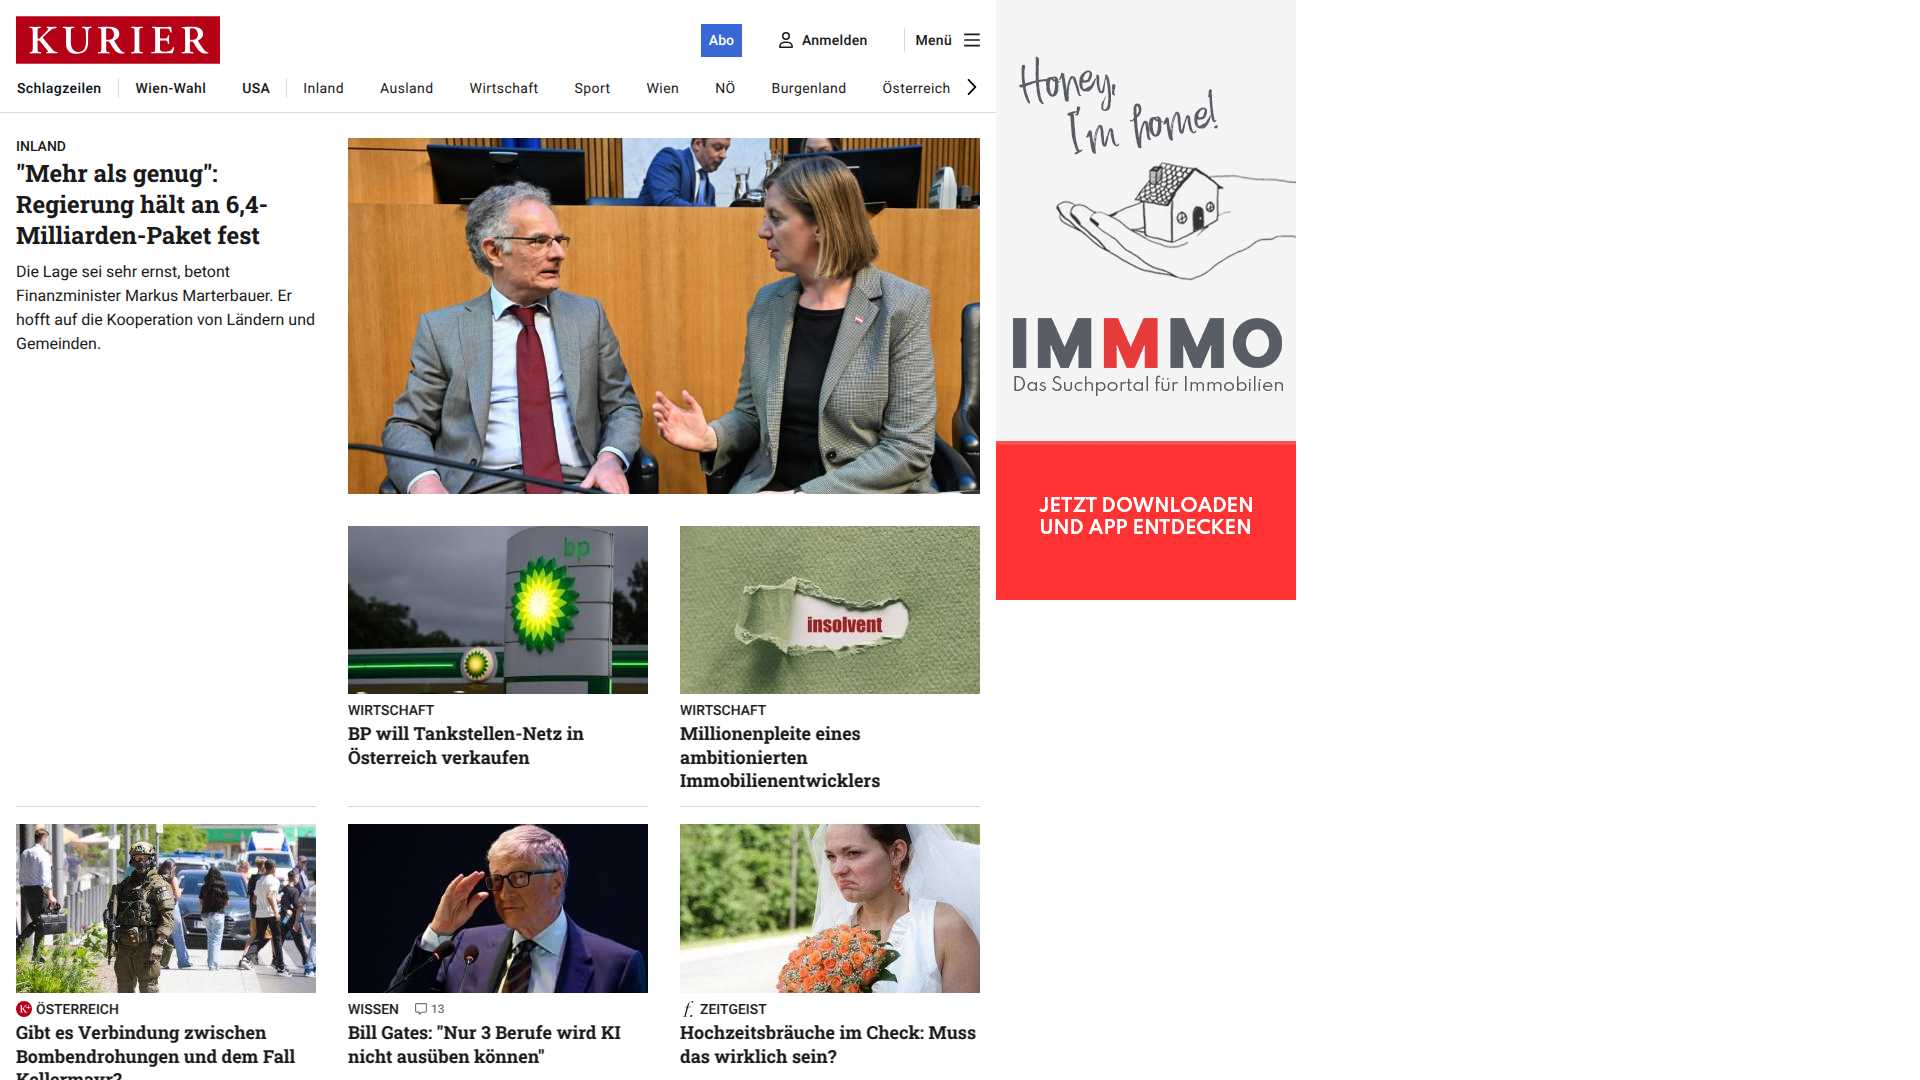 KURIER
Abo
Anmelden
Menü
Schlagzeilen
Wien-Wahl
USA
Inland
Ausland
Wirtschaft
Sport
Wien
NÖ
Burgenland
Österreich
INLAND
"Mehr als genug":
Regierung hält an 6,4-
Milliarden-Paket fest
Die Lage sei sehr ernst, betont
Finanzminister Markus Marterbauer. Er
hofft auf die Kooperation von Ländern und
Gemeinden.
Honey,
I'm home!
IMMMO
Das Suchportal für Immobilien
JETZT DOWNLOADEN
UND APP ENTDECKEN
bp
insolvent
WIRTSCHAFT
BP will Tankstellen-Netz in
Österreich verkaufen
WIRTSCHAFT
Millionenpleite eines
ambitionierten
Immobilienentwicklers
ÖSTERREICH
Gibt es Verbindung zwischen
Bombendrohungen und dem Fall
Kellermayr?
WISSEN
13
Bill Gates: "Nur 3 Berufe wird KI
nicht ausüben können"
f.
ZEITGEIST
Hochzeitsbräuche im Check: Muss
das wirklich sein?